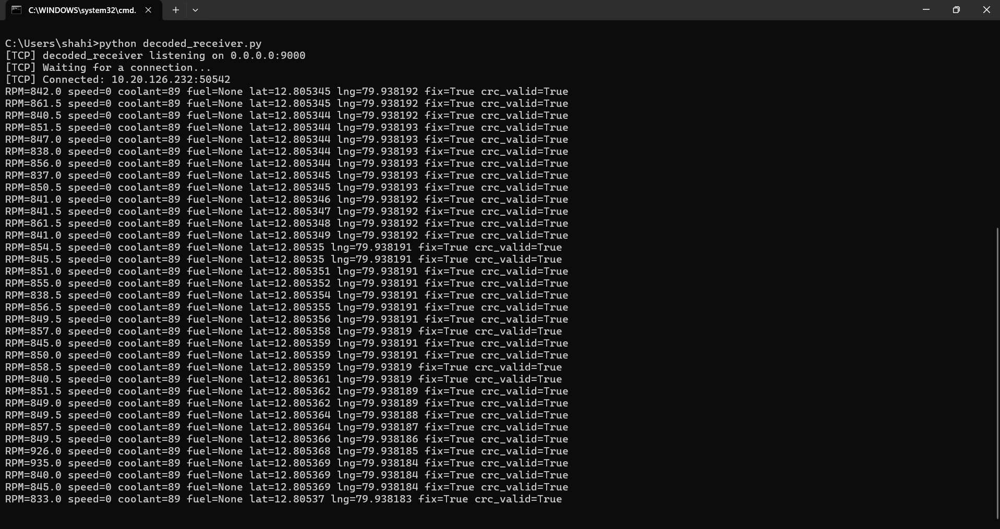 C:\WINDOWS\system32\cmd.
C:\Users\shahi>python decoded_receiver.py
[TCP] decoded_receiver listening on 0.0.0.0:9000
[TCP] Waiting for a connection...
[TCP] Connected: 10.20.126.232:50542
RPM=842.0 speed=0 coolant=89 fuel=None lat=12.805345 lng=79.938192 fix=True crc_valid=True
RPM=861.5 speed=0 coolant=89 fuel=None lat=12.805345 lng=79.938192 fix=True crc_valid=True
RPM=840.5 speed=0 coolant=89 fuel=None lat=12.805344 lng=79.938192 fix=True crc_valid=True
RPM=851.5 speed=0 coolant=89 fuel=None lat=12.805344 lng=79.938193 fix=True crc_valid=True
RPM=847.0 speed=0 coolant=89 fuel=None lat=12.805344 lng=79.938193 fix=True crc_valid=True
RPM=838.0 speed=0 coolant=89 fuel=None lat=12.805344 lng=79.938193 fix=True crc_valid=True
RPM=856.0 speed=0 coolant=89 fuel=None lat=12.805344 lng=79.938193 fix=True crc_valid=True
RPM=837.0 speed=0 coolant=89 fuel=None lat=12.805345 lng=79.938193 fix=True crc_valid=True
RPM=850.5 speed=0 coolant=89 fuel=None lat=12.805345 lng=79.938193 fix=True crc_valid=True
RPM=841.0 speed=0 coolant=89 fuel=None lat=12.805346 lng=79.938192 fix=True crc_valid=True
RPM=841.5 speed=0 coolant=89 fuel=None lat=12.805347 lng=79.938192 fix=True crc_valid=True
RPM=861.5 speed=0 coolant=89 fuel=None lat=12.805348 lng=79.938192 fix=True crc_valid=True
RPM=841.0 speed=0 coolant=89 fuel=None lat=12.805349 lng=79.938192 fix=True crc_valid=True
RPM=854.5 speed=0 coolant=89 fuel=None lat=12.80535 lng=79.938191 fix=True crc_valid=True
RPM=845.5 speed=0 coolant=89 fuel=None lat=12.80535 lng=79.938191 fix=True crc_valid=True
RPM=851.0 speed=0 coolant=89 fuel=None lat=12.805351 lng=79.938191 fix=True crc_valid=True
RPM=855.0 speed=0 coolant=89 fuel=None lat=12.805352 lng=79.938191 fix=True crc_valid=True
RPM=838.5 speed=0 coolant=89 fuel=None lat=12.805354 lng=79.938191 fix=True crc_valid=True
RPM=856.5 speed=0 coolant=89 fuel=None lat=12.805355 lng=79.938191 fix=True crc_valid=True
RPM=849.5 speed=0 coolant=89 fuel=None lat=12.805356 lng=79.938191 fix=True crc_valid=True
RPM=857.0 speed=0 coolant=89 fuel=None lat=12.805358 lng=79.93819 fix=True crc_valid=True
RPM=845.0 speed=0 coolant=89 fuel=None lat=12.805359 lng=79.938191 fix=True crc_valid=True
RPM=850.0 speed=0 coolant=89 fuel=None lat=12.805359 lng=79.938191 fix=True crc_valid=True
RPM=858.5 speed=0 coolant=89 fuel=None lat=12.805359 lng=79.93819 fix=True crc_valid=True
RPM=840.5 speed=0 coolant=89 fuel=None lat=12.805361 lng=79.93819 fix=True crc_valid=True
RPM=851.5 speed=0 coolant=89 fuel=None lat=12.805362 lng=79.938189 fix=True crc_valid=True
RPM=849.0 speed=0 coolant=89 fuel=None lat=12.805362 lng=79.938189 fix=True crc_valid=True
RPM=849.5 speed=0 coolant=89 fuel=None lat=12.805364 lng=79.938188 fix=True crc_valid=True
RPM=857.5 speed=0 coolant=89 fuel=None lat=12.805364 lng=79.938187 fix=True crc_valid=True
RPM=849.5 speed=0 coolant=89 fuel=None lat=12.805366 lng=79.938186 fix=True crc_valid=True
RPM=926.0 speed=0 coolant=89 fuel=None lat=12.805368 lng=79.938185 fix=True crc_valid=True
RPM=935.0 speed=0 coolant=89 fuel=None lat=12.805369 lng=79.938184 fix=True crc_valid=True
RPM=840.0 speed=0 coolant=89 fuel=None lat=12.805369 lng=79.938184 fix=True crc_valid=True
RPM=845.0 speed=0 coolant=89 fuel=None lat=12.805369 lng=79.938184 fix=True crc_valid=True
RPM=833.0 speed=0 coolant=89 fuel=None lat=12.80537 lng=79.938183 fix=True crc_valid=True